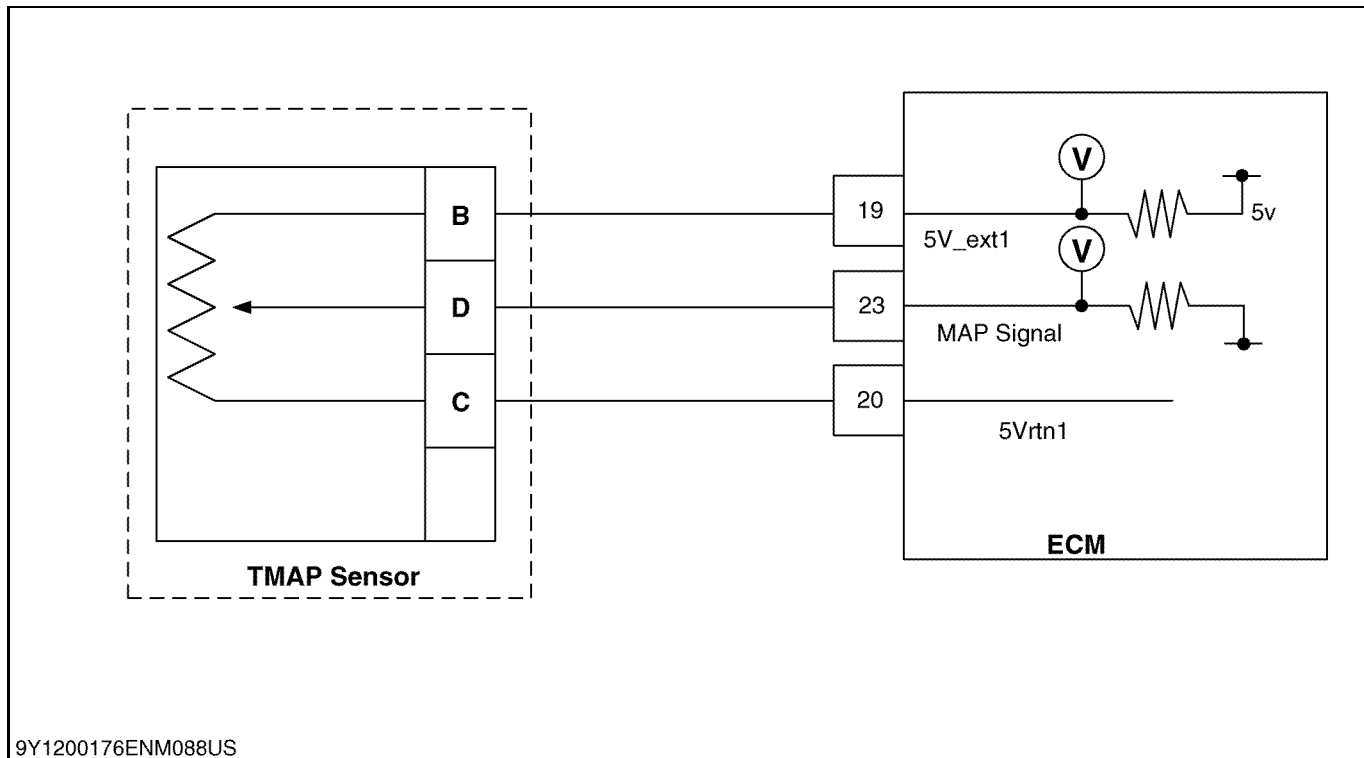 V
B
19
5v
5V_ext1
V
D
23
MAP Signal
C
20
5Vrtn1
ECM
TMAP Sensor
9Y1200176ENM088US